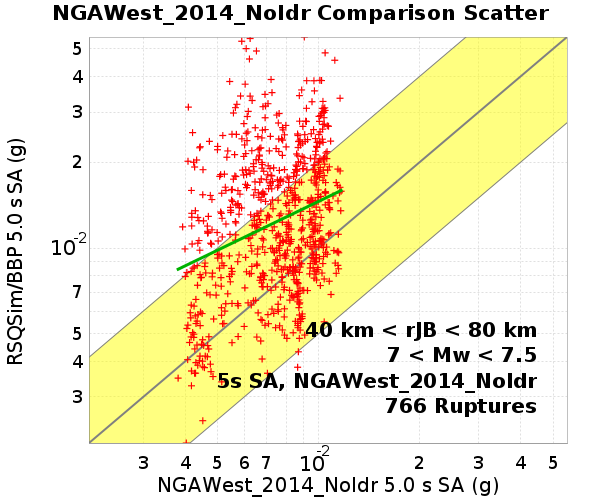 NGAWest_2014_NoIdr Comparison Scatter
RSQSim/BBP 5.0 s SA (g)
5
4
3
2
10^-2
7
5
4
3
40 km < rJB < 80 km
7 < Mw < 7.5
5s SA, NGAWest_2014_NoIdr
766 Ruptures
3 4 5 6 7 10^-2 2 3 4 5
NGAWest_2014_NoIdr 5.0 s SA (g)